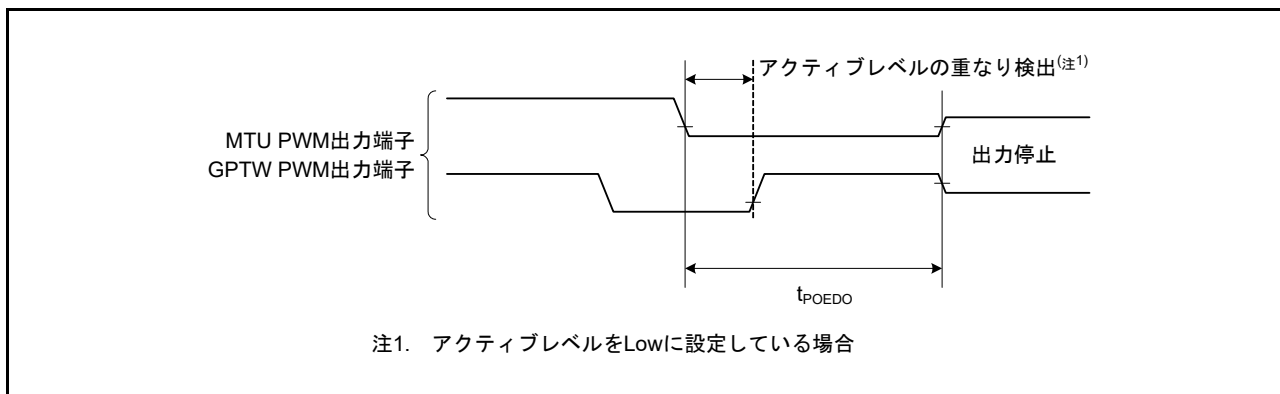 アクティブレベルの重なり検出(注1)
MTU PWM出力端子
GPTW PWM出力端子
出力停止
tPOEDO
注1. アクティブレベルをLowに設定している場合